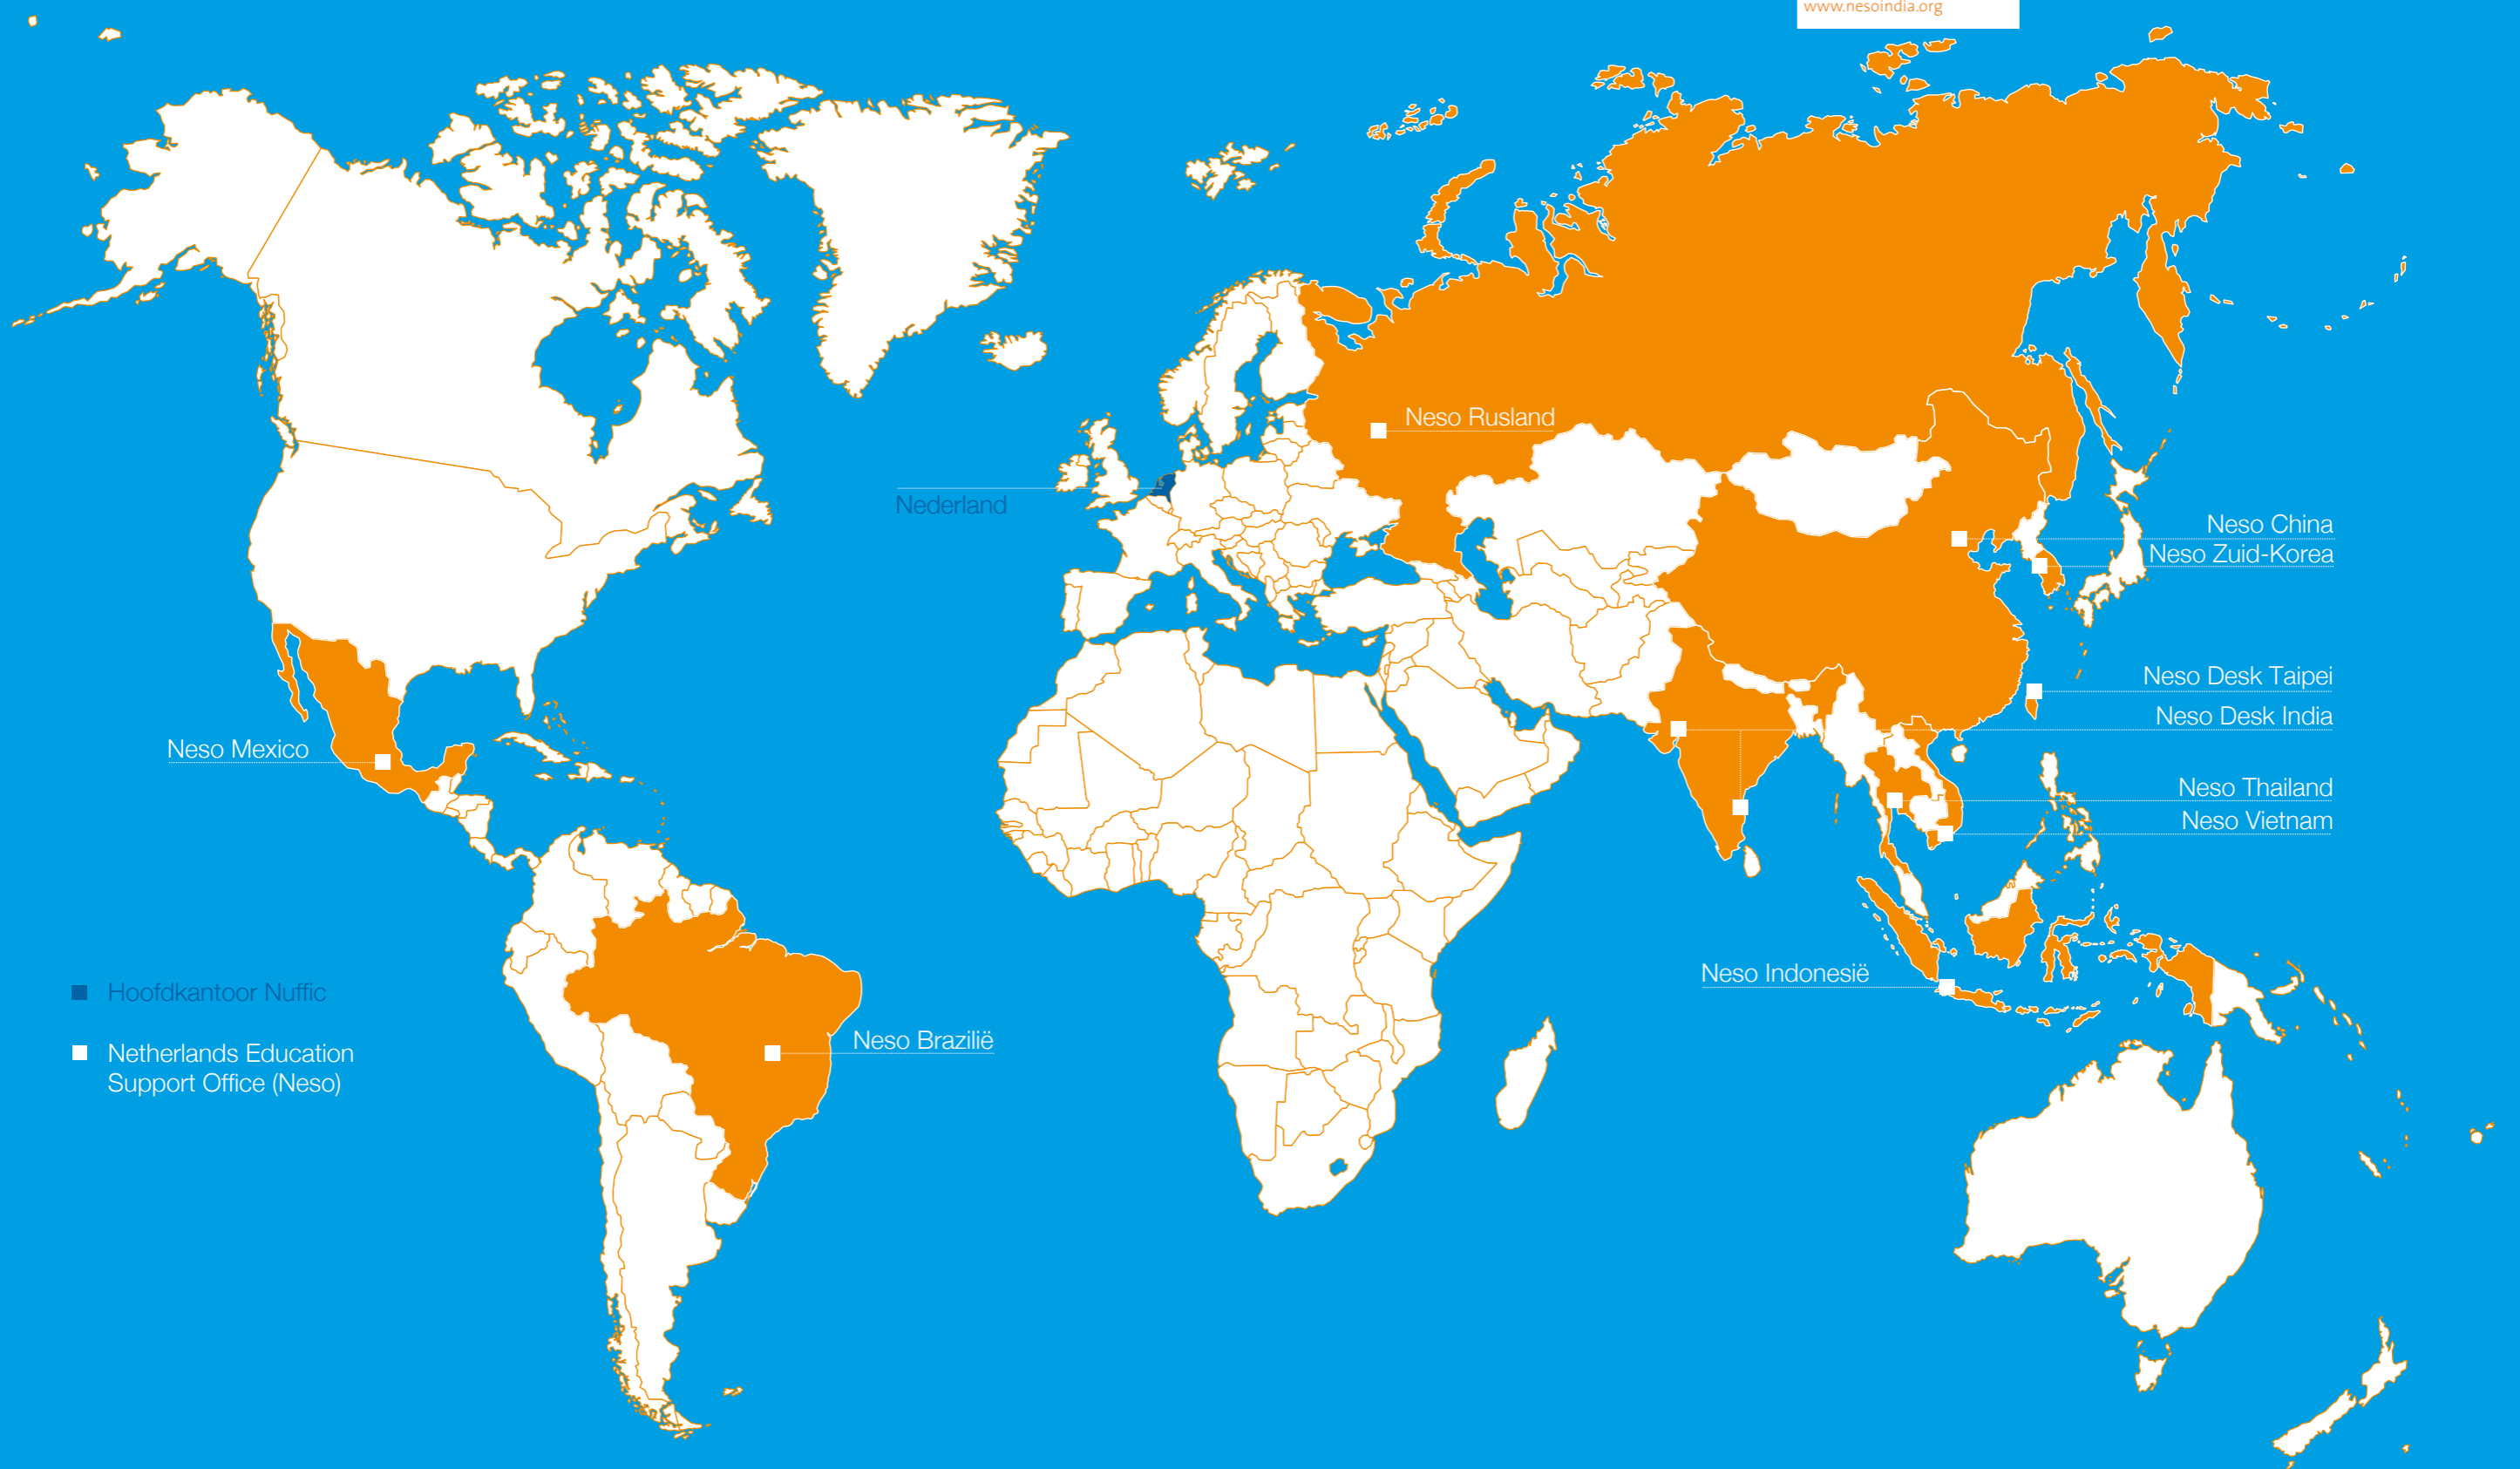 www.nesoindia.org
Neso Rusland
Nederland
Neso China
Neso Zuid-Korea
Neso Desk Taipei
Neso Desk India
Neso Mexico
Neso Thailand
Neso Vietnam
Neso Indonesië
Neso Brazilië
Hoofdkantoor Nuffic
Netherlands Education
Support Office (Neso)